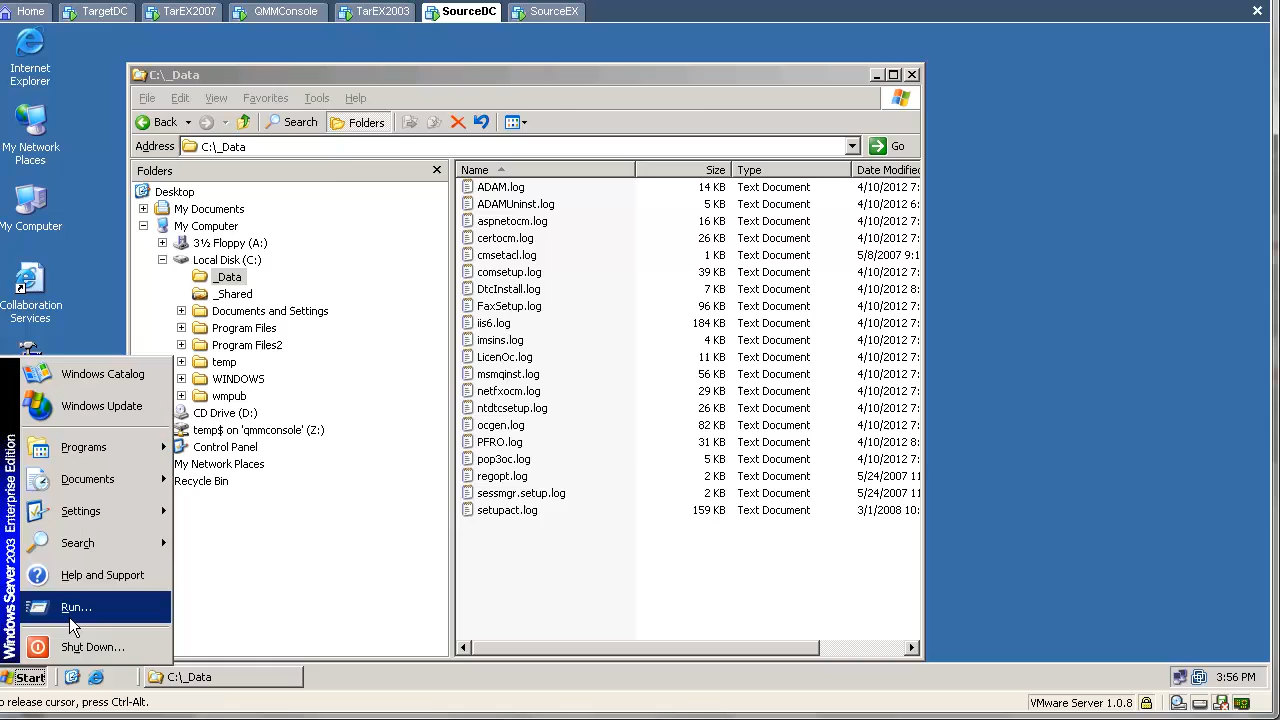 Home TargetDC TarEX2007 QMMConsole TarEX2003 SourceDC SourceEX
Internet
Explorer
My Network
Places
My Computer
Collaboration
Services
C:\_Data
File Edit View Favorites Tools Help
Back Search Folders
Address C:\_Data Go
Folders
Desktop
My Documents
My Computer
3½ Floppy (A:)
Local Disk (C:)
_Data
_Shared
Documents and Settings
Program Files
Program Files2
temp
WINDOWS
wmpub
CD Drive (D:)
temp$ on 'qmmconsole' (Z:)
Control Panel
My Network Places
Recycle Bin
Name Size Type Date Modified
ADAM.log 14 KB Text Document 4/10/2012 7:
ADAMUninst.log 5 KB Text Document 4/10/2012 6:
aspnetocm.log 16 KB Text Document 4/10/2012 7:
certocm.log 26 KB Text Document 4/10/2012 7:
cmsetacl.log 1 KB Text Document 5/8/2007 9:1
comsetup.log 39 KB Text Document 4/10/2012 7:
DtcInstall.log 7 KB Text Document 4/10/2012 8:
FaxSetup.log 96 KB Text Document 4/10/2012 7:
iis6.log 184 KB Text Document 4/10/2012 7:
imsins.log 4 KB Text Document 4/10/2012 7:
LicenOc.log 11 KB Text Document 4/10/2012 7:
msmqinst.log 56 KB Text Document 4/10/2012 7:
netfxocm.log 29 KB Text Document 4/10/2012 7:
ntdtcsetup.log 26 KB Text Document 4/10/2012 7:
ocgen.log 82 KB Text Document 4/10/2012 7:
PFRO.log 31 KB Text Document 4/10/2012 8:
pop3oc.log 5 KB Text Document 4/10/2012 7:
regopt.log 2 KB Text Document 5/24/2007 11
sessmgr.setup.log 2 KB Text Document 5/24/2007 11
setupact.log 159 KB Text Document 3/1/2008 10:
Windows Catalog
Windows Update
Programs
Documents
Settings
Search
Help and Support
Run...
Shut Down...
Windows Server 2003 Enterprise Edition
Start C:\_Data 3:56 PM
o release cursor, press Ctrl-Alt. VMware Server 1.0.8